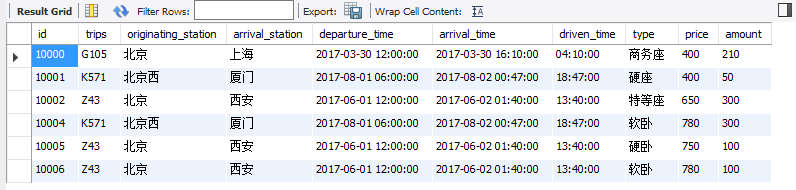 Result Grid Filter Rows: Export: Wrap Cell Content:
id trips originating_station arrival_station departure_time arrival_time driven_time type price amount
10000 G105 北京 上海 2017-03-30 12:00:00 2017-03-30 16:10:00 04:10:00 商务座 400 210
10001 K571 北京西 厦门 2017-08-01 06:00:00 2017-08-02 00:47:00 18:47:00 硬座 400 50
10002 Z43 北京 西安 2017-06-01 12:00:00 2017-06-02 01:40:00 13:40:00 特等座 650 300
10004 K571 北京西 厦门 2017-08-01 06:00:00 2017-08-02 00:47:00 18:47:00 软卧 780 300
10005 Z43 北京 西安 2017-06-01 12:00:00 2017-06-02 01:40:00 13:40:00 硬卧 750 100
10006 Z43 北京 西安 2017-06-01 12:00:00 2017-06-02 01:40:00 13:40:00 软卧 780 100